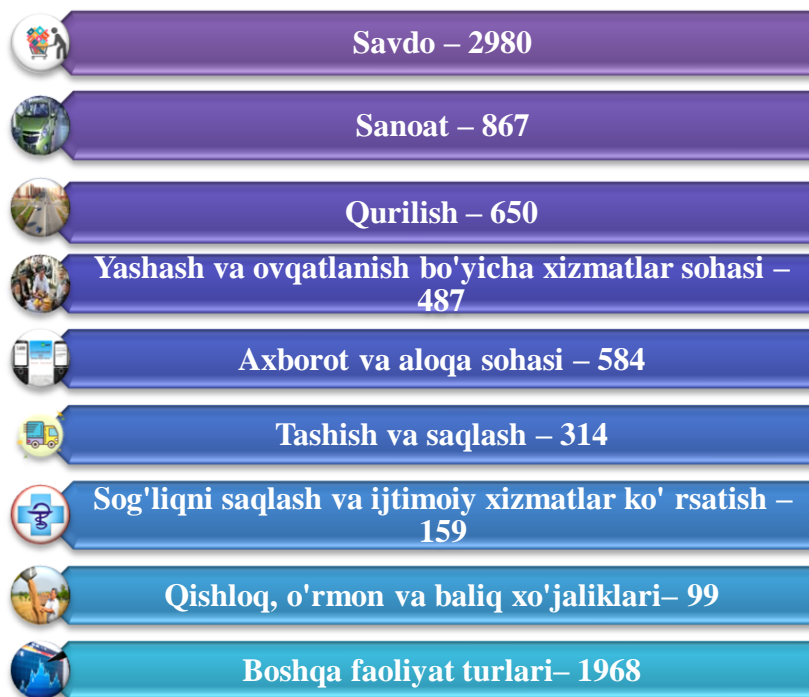 Savdo – 2980
Sanoat – 867
Qurilish – 650
Yashash va ovqatlanish bo'yicha xizmatlar sohasi –
487
Axborot va aloqa sohasi – 584
Tashish va saqlash – 314
Sog'liqni saqlash va ijtimoiy xizmatlar ko' rsatish –
159
Qishloq, o'rmon va baliq xo'jaliklari– 99
Boshqa faoliyat turlari– 1968